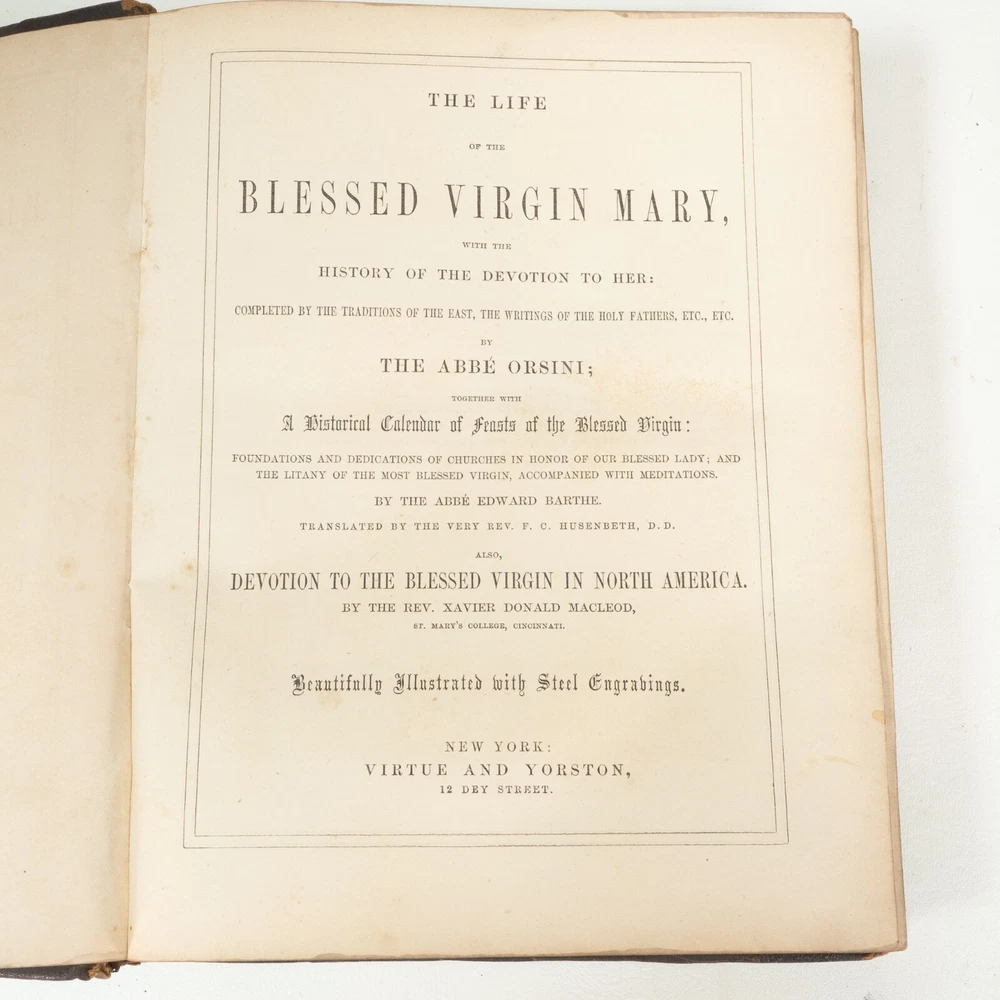 THE LIFE
OF THE
BLESSED VIRGIN MARY,
WITH THE
HISTORY OF THE DEVOTION TO HER:
COMPLETED BY THE TRADITIONS OF THE EAST, THE WRITINGS OF THE HOLY FATHERS, ETC., ETC.
BY
THE ABBÉ ORSINI;
TOGETHER WITH
A Historical Calendar of Feasts of the Blessed Virgin:
FOUNDATIONS AND DEDICATIONS OF CHURCHES IN HONOR OF OUR BLESSED LADY; AND
THE LITANY OF THE MOST BLESSED VIRGIN, ACCOMPANIED WITH MEDITATIONS.
BY THE ABBÉ EDWARD BARTHE.
TRANSLATED BY THE VERY REV. F. C. HUSENBETH, D.D.
ALSO,
DEVOTION TO THE BLESSED VIRGIN IN NORTH AMERICA.
BY THE REV. XAVIER DONALD MACLEOD,
ST. MARY'S COLLEGE, CINCINNATI.
Beautifully Illustrated with Steel Engravings.
NEW YORK:
VIRTUE AND YORSTON,
12 DEY STREET.